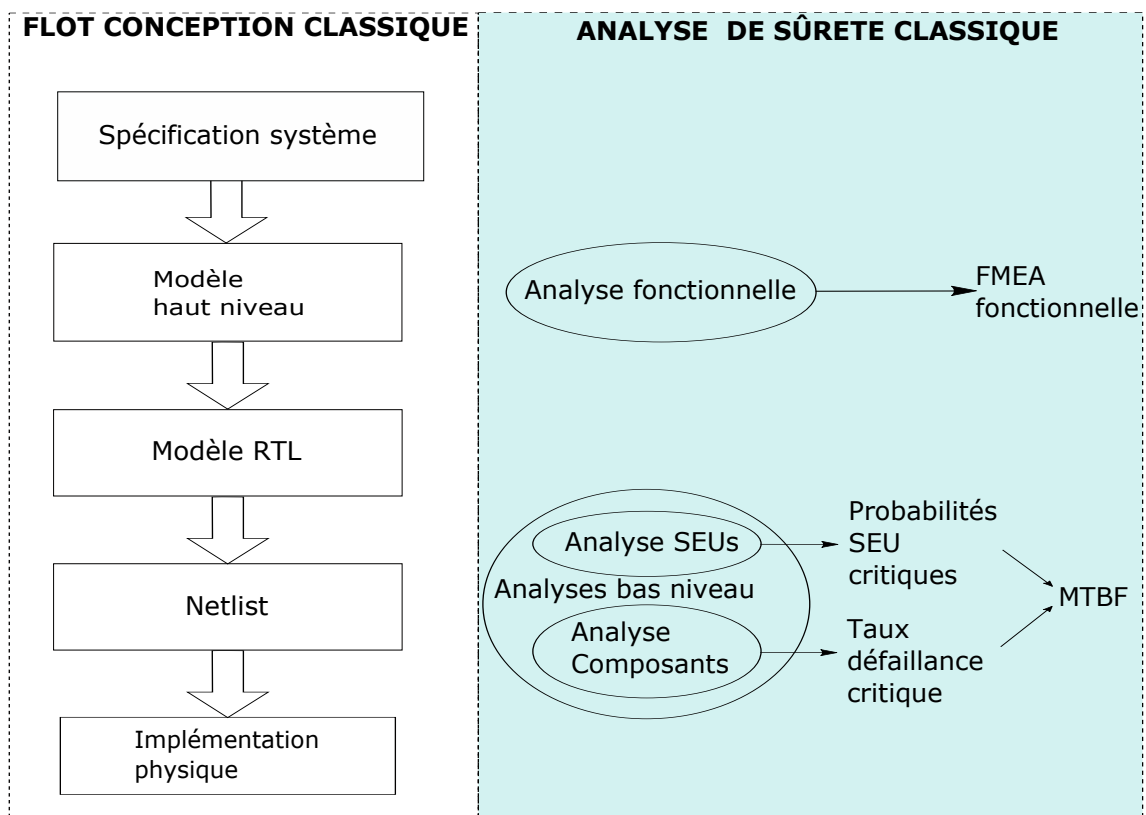 FLOT CONCEPTION CLASSIQUE
Spécification système
Modèle
haut niveau
Modèle RTL
Netlist
Implémentation
physique
ANALYSE DE SÛRETE CLASSIQUE
Analyse fonctionnelle
FMEA
fonctionnelle
Analyse SEUs
Analyses bas niveau
Analyse
Composants
Probabilités
SEU
critiques
Taux
défaillance
critique
MTBF